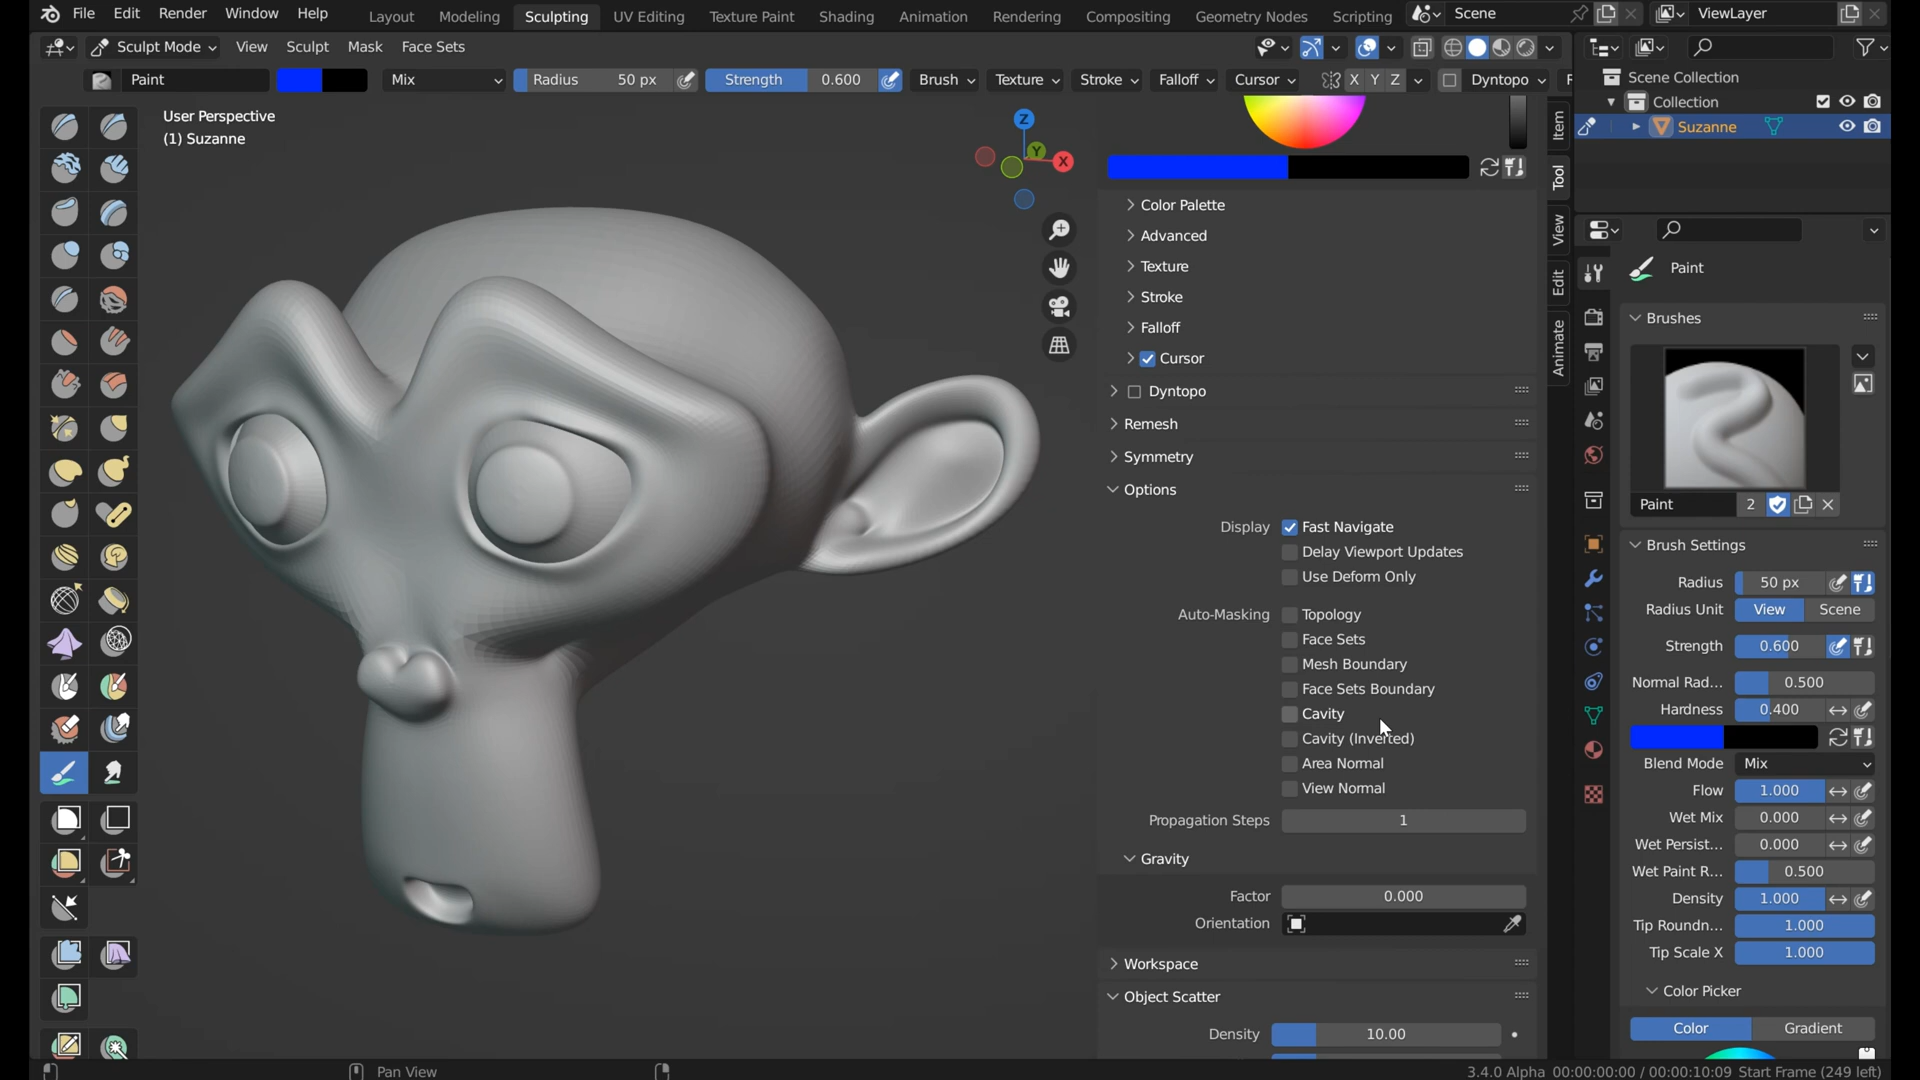 File Edit Render Window Help Layout Modeling Sculpting UV Editing Texture Paint Shading Animation Rendering Compositing Geometry Nodes Scripting Scene ViewLayer
Sculpt Mode View Sculpt Mask Face Sets
Paint Mix Radius 50 px Strength 0.600 Brush Texture Stroke Falloff Cursor X Y Z Dyntopo
User Perspective
(1) Suzanne
Z
Y
X
Color Palette
Advanced
Texture
Stroke
Falloff
Cursor
Dyntopo
Remesh
Symmetry
Options
Display Fast Navigate
Delay Viewport Updates
Use Deform Only
Auto-Masking Topology
Face Sets
Mesh Boundary
Face Sets Boundary
Cavity
Cavity (Inverted)
Area Normal
View Normal
Propagation Steps 1
Gravity
Factor 0.000
Orientation
Workspace
Object Scatter
Density 10.00
Item
Tool
View
Edit
Animate
Scene Collection
Collection
Suzanne
Paint
Brushes
Paint 2
Brush Settings
Radius 50 px
Radius Unit View Scene
Strength 0.600
Normal Rad... 0.500
Hardness 0.400
Blend Mode Mix
Flow 1.000
Wet Mix 0.000
Wet Persist... 0.000
Wet Paint R... 0.500
Density 1.000
Tip Roundn... 1.000
Tip Scale X 1.000
Color Picker
Color Gradient
Pan View
3.4.0 Alpha 00:00:00:00 / 00:00:10:09 Start Frame (249 left)